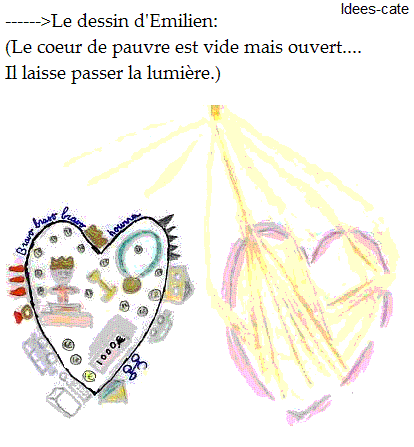 Idees-cate
------>Le dessin d'Emilien:
(Le coeur de pauvre est vide mais ouvert....
Il laisse passer la lumière.)
Bravo bravo bravo
hourra
1000€